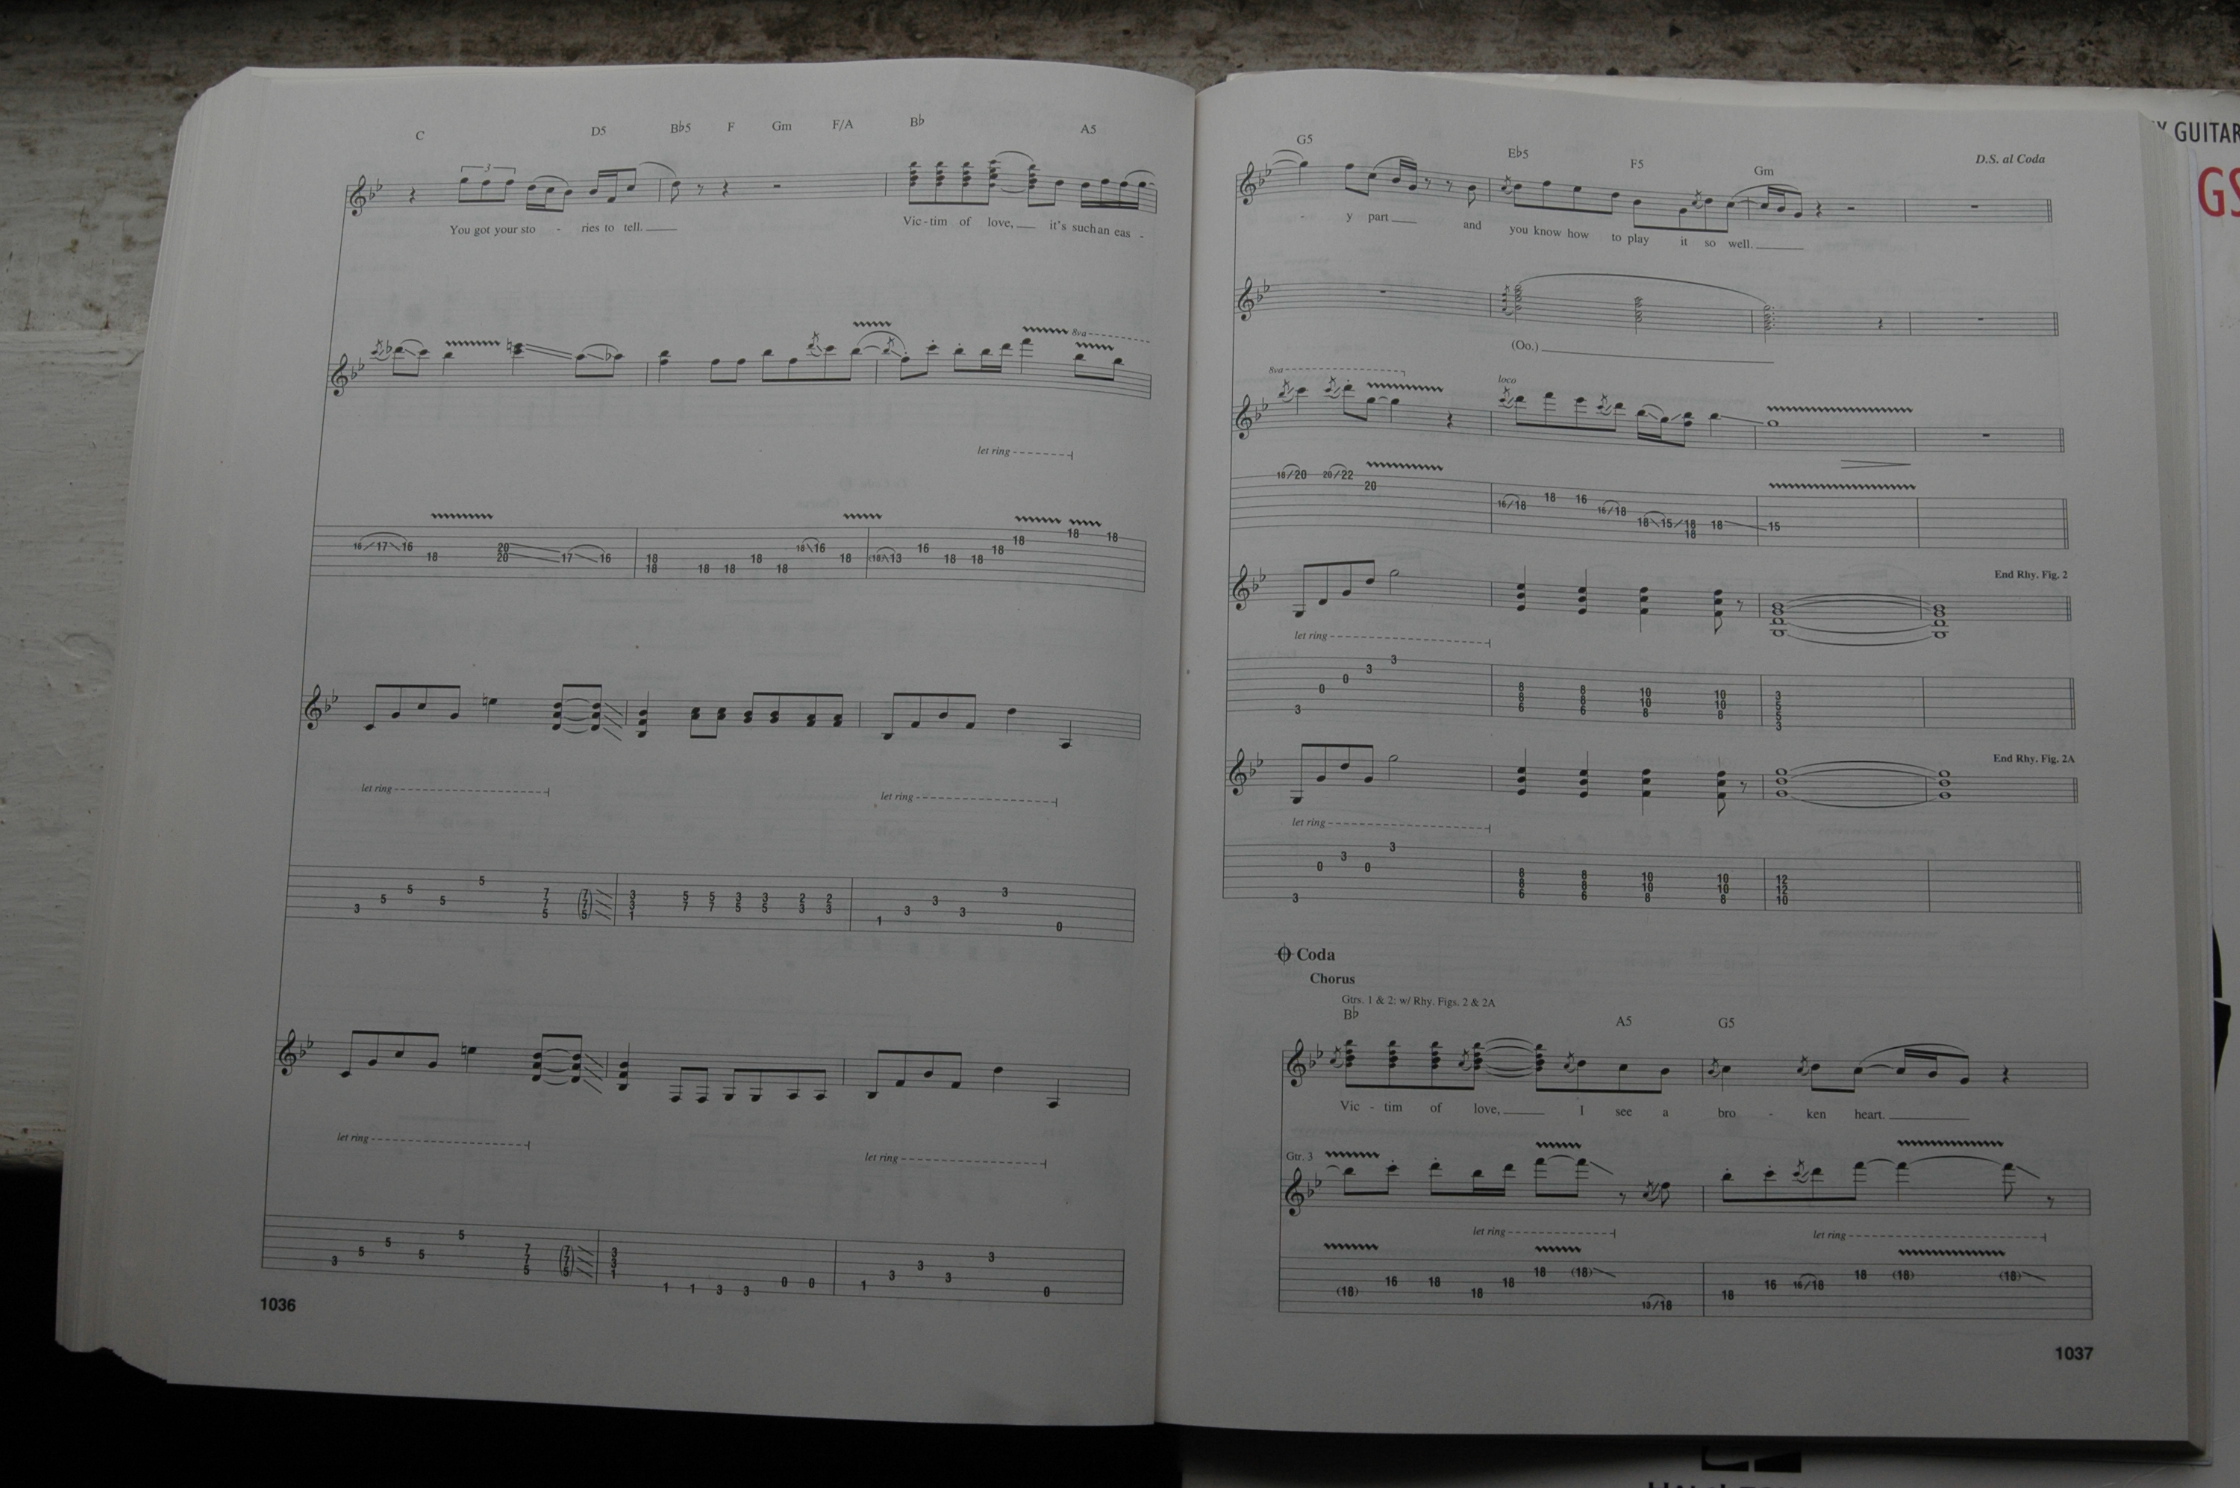 C D5 B♭5 F Gm F/A B♭ A5
3
You got your sto - ries to tell. Vic - tim of love, it's such an eas -
8va
let ring
16 17 16 18 20 20 17 16 18 18 18 18 18 18 18 16 18 (18) 13 16 18 18 18 18 18 18
let ring let ring
3 5 5 5 5 7 7 5 (7 7 5) 3 3 1 5 7 5 7 3 5 3 5 2 3 2 3 1 3 3 3 3 0
let ring let ring
3 5 5 5 5 7 7 5 (7 7 5) 3 3 1 1 1 3 3 0 0 1 3 3 3 3 0
1036
G5 E♭5 F5 Gm D.S. al Coda
- y part and you know how to play it so well.
(Oo.)
8va loco
16/20 20/22 20 16/18 18 16 16/18 18 15/18 18 18 15
End Rhy. Fig. 2
let ring
3 0 0 3 3 8 8 6 8 8 6 10 10 8 10 10 8 3 3 5 5 3
End Rhy. Fig. 2A
let ring
3 0 3 0 3 8 8 6 8 8 6 10 10 8 10 10 8 12 12 10
Coda
Chorus
Gtrs. 1 & 2: w/ Rhy. Figs. 2 & 2A
B♭ A5 G5
Vic - tim of love, I see a bro - ken heart.
Gtr. 3
let ring let ring
(18) 16 18 18 18 18 (18) 18 18 16 16/18 18 (18) (18)
1037
GUITAR